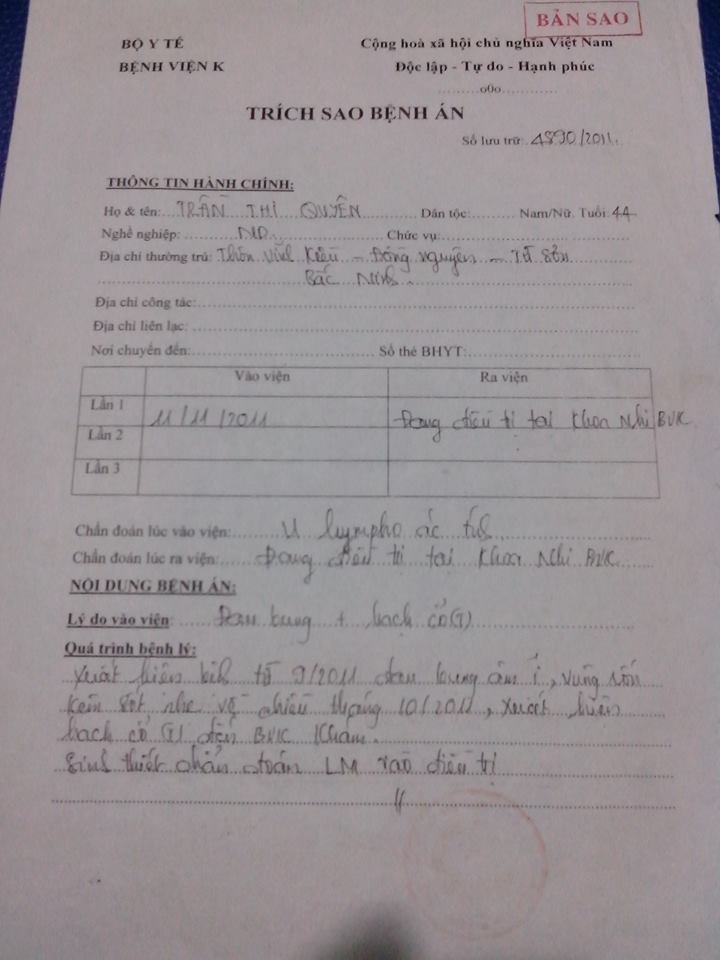 BẢN SAO
BỘ Y TẾ
BỆNH VIỆN K
Cộng hoà xã hội chủ nghĩa Việt Nam
Độc lập - Tự do - Hạnh phúc
.........o0o............
TRÍCH SAO BỆNH ÁN
Số lưu trữ: 4890/2011.
THÔNG TIN HÀNH CHÍNH:
Họ & tên: TRẦN THỊ QUYÊN Dân tộc:......... Nam/Nữ. Tuổi: 44
Nghề nghiệp: ND Chức vụ:
Địa chỉ thường trú: Thôn Vĩnh Kiều - Đồng Nguyên - Từ Sơn
Bắc Ninh.
Địa chỉ công tác:
Địa chỉ liên lạc:
Nơi chuyển đến: Số thẻ BHYT:
Vào viện Ra viện
Lần 1 11/11/2011 Đang điều trị tại Khoa Nhi BVK
Lần 2
Lần 3
Chẩn đoán lúc vào viện: U lympho ác tính
Chẩn đoán lúc ra viện: Đang điều trị tại Khoa Nhi BVK
NỘI DUNG BỆNH ÁN:
Lý do vào viện: Đau bụng + hạch cổ (T)
Quá trình bệnh lý:
Xuất hiện bệnh từ 9/2011 đau bụng âm ỉ, vùng rốn
kèm sốt nhẹ về chiều tháng 10/2011, xuất hiện
hạch cổ (T) đến BVK khám.
Sinh thiết chẩn đoán LM vào điều trị